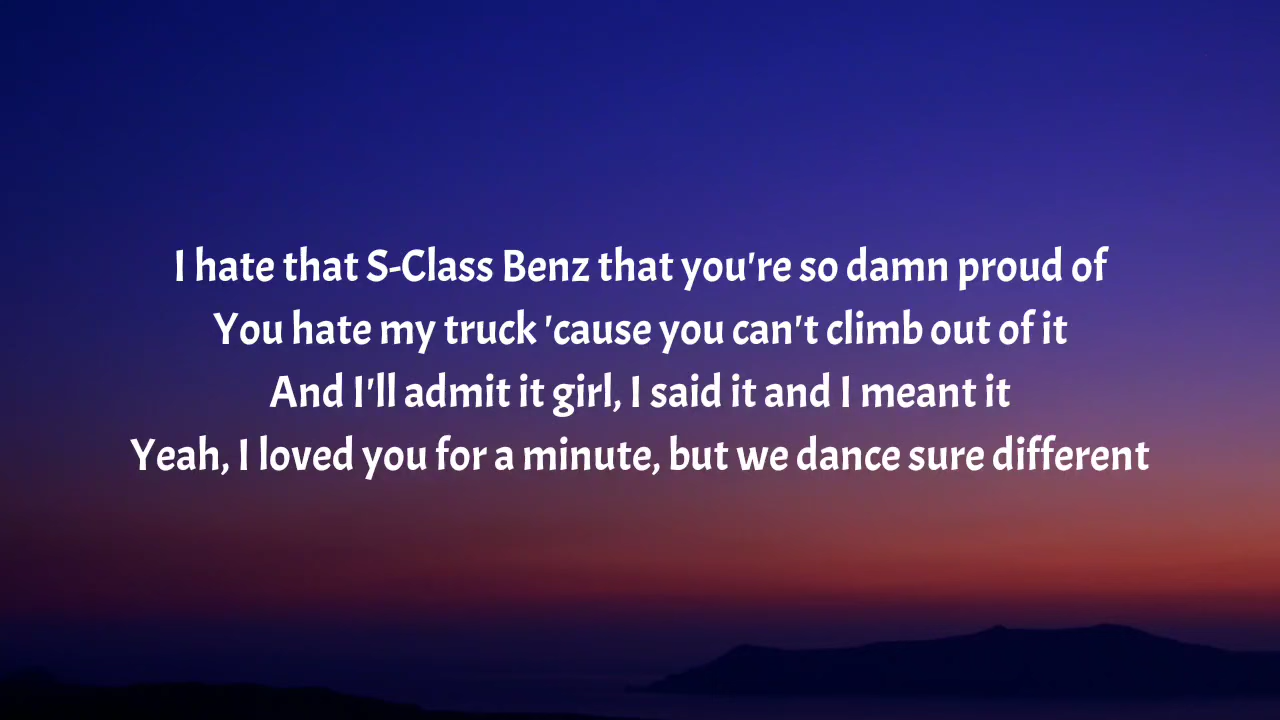 I hate that S-Class Benz that you're so damn proud of
You hate my truck 'cause you can't climb out of it
And I'll admit it girl, I said it and I meant it
Yeah, I loved you for a minute, but we dance sure different